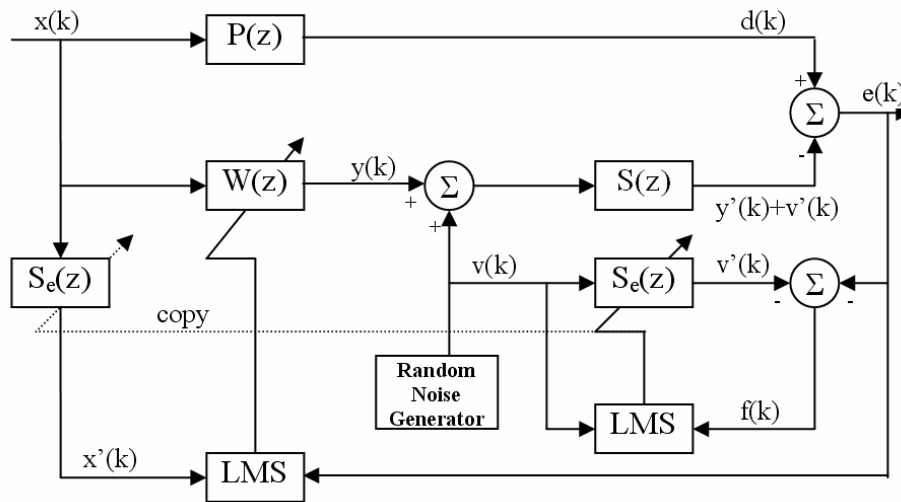 x(k)
P(z)
d(k)
+
Σ
e(k)
-
W(z)
y(k)
+
Σ
+
S(z)
y’(k)+v’(k)
Se(z)
v(k)
Se(z)
v’(k)
-
Σ
-
copy
Random
Noise
Generator
LMS
f(k)
x’(k)
LMS